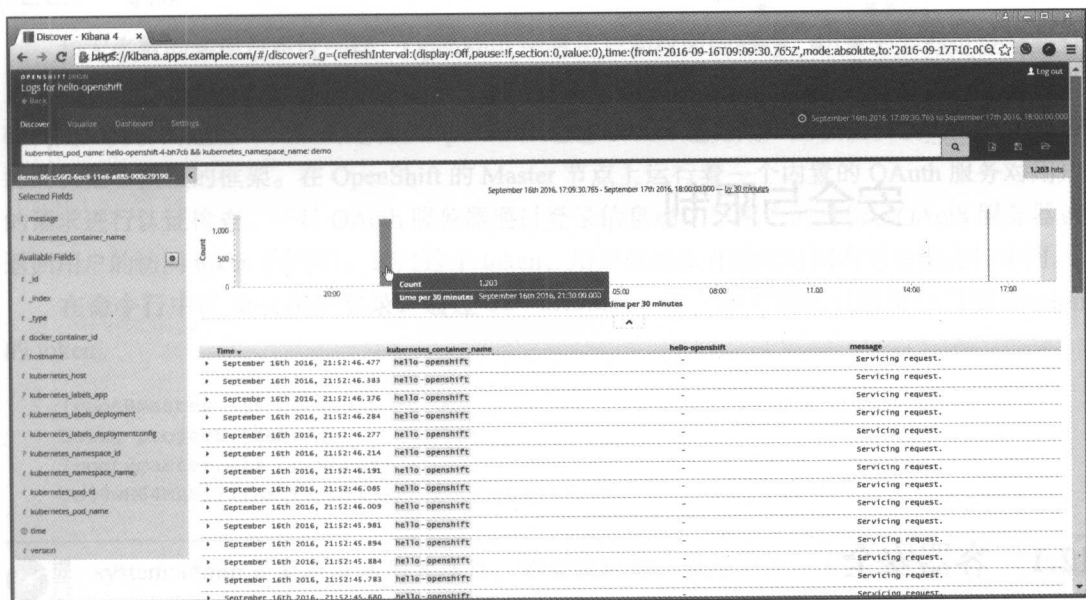 Discover - Kibana 4
https://kibana.apps.example.com/#/discover?_g=(refreshInterval:(display:Off,pause:!f,section:0,value:0),time:(from:'2016-09-16T09:09:30.765Z',mode:absolute,to:'2016-09-17T10:0
OPENSHIFT ORIGIN
Logs for hello-openshift
Back
Log out
Discover Visualize Dashboard Settings
September 16th 2016, 17:09:30.765 to September 17th 2016, 18:00:00.000
kubernetes_pod_name: hello-openshift-4-bh7cb && kubernetes_namespace_name: demo
1,203 hits
Selected Fields
t message
t kubernetes_container_name
Available Fields
t _id
t _index
t _type
t docker_container_id
t hostname
t kubernetes_host
? kubernetes_labels_app
t kubernetes_labels_deployment
t kubernetes_labels_deploymentconfig
? kubernetes_namespace_id
t kubernetes_namespace_name
t kubernetes_pod_id
t kubernetes_pod_name
time
t version
September 16th 2016, 17:09:30.765 - September 17th 2016, 18:00:00.000 — by 30 minutes
Count
1,000
500
0
20:00 05:00 08:00 11:00 14:00 17:00
Count 1,203
time per 30 minutes September 16th 2016, 21:30:00.000
time per 30 minutes
Time kubernetes_container_name hello-openshift message
September 16th 2016, 21:52:46.477 hello-openshift - Servicing request.
September 16th 2016, 21:52:46.383 hello-openshift - Servicing request.
September 16th 2016, 21:52:46.376 hello-openshift - Servicing request.
September 16th 2016, 21:52:46.284 hello-openshift - Servicing request.
September 16th 2016, 21:52:46.277 hello-openshift - Servicing request.
September 16th 2016, 21:52:46.214 hello-openshift - Servicing request.
September 16th 2016, 21:52:46.191 hello-openshift - Servicing request.
September 16th 2016, 21:52:46.085 hello-openshift - Servicing request.
September 16th 2016, 21:52:46.009 hello-openshift - Servicing request.
September 16th 2016, 21:52:45.981 hello-openshift - Servicing request.
September 16th 2016, 21:52:45.894 hello-openshift - Servicing request.
September 16th 2016, 21:52:45.884 hello-openshift - Servicing request.
September 16th 2016, 21:52:45.783 hello-openshift - Servicing request.
September 16th 2016, 21:52:45.680 hello-openshift - Servicing request.